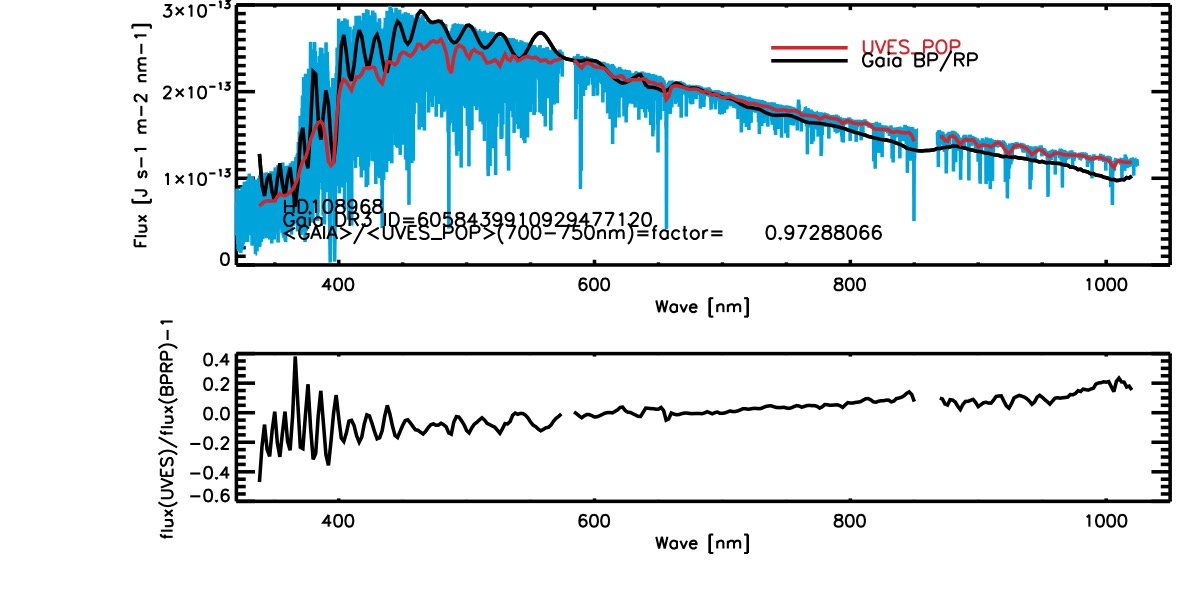 3×10−13
2×10−13
1×10−13
0
Flux [J s−1 m−2 nm−1]
UVES_POP
Gaia BP/RP
HD108968
Gaia DR3 ID=6058439910929477120
<GAIA>/<UVES_POP>(700−750nm)=factor= 0.97288066
400 600 800 1000
Wave [nm]
0.4
0.2
0.0
−0.2
−0.4
−0.6
flux(UVES)/flux(BPRP)−1
400 600 800 1000
Wave [nm]